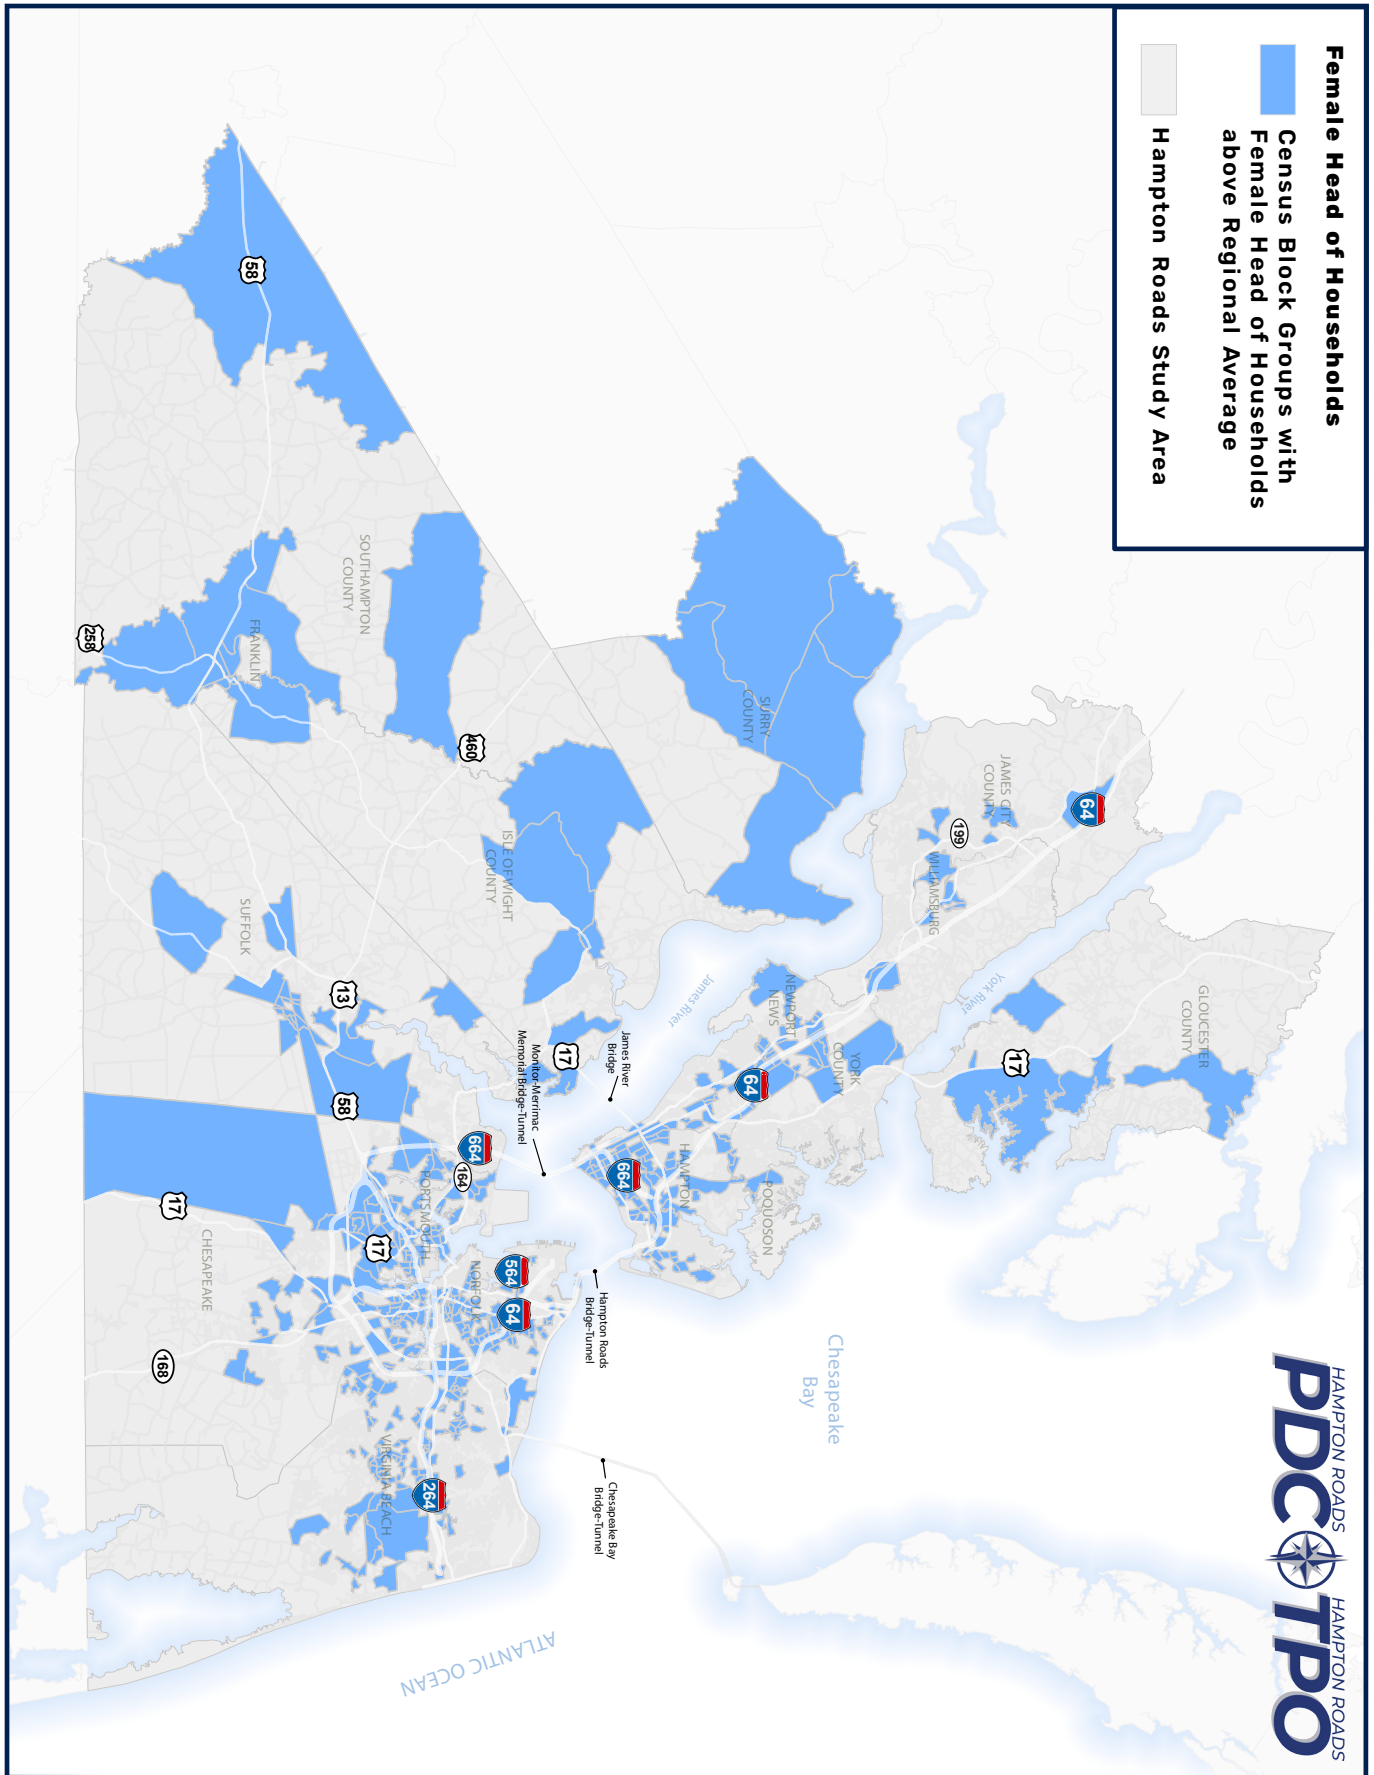 Female Head of Households
Census Block Groups with
Female Head of Households
above Regional Average
Hampton Roads Study Area
HAMPTON ROADS
PDC
HAMPTON ROADS
TPO
64
JAMES CITY
COUNTY
199
WILLIAMSBURG
GLOUCESTER
COUNTY
York River
17
YORK
COUNTY
NEWPORT
NEWS
64
James River
SURRY
COUNTY
POQUOSON
HAMPTON
664
Chesapeake
Bay
James River
Bridge
Monitor-Merrimac
Memorial Bridge-Tunnel
Hampton Roads
Bridge-Tunnel
Chesapeake Bay
Bridge-Tunnel
17
ISLE OF WIGHT
COUNTY
460
SOUTHAMPTON
COUNTY
58
FRANKLIN
258
SUFFOLK
13
58
664
164
PORTSMOUTH
17
564
64
NORFOLK
17
CHESAPEAKE
168
VIRGINIA BEACH
264
ATLANTIC OCEAN